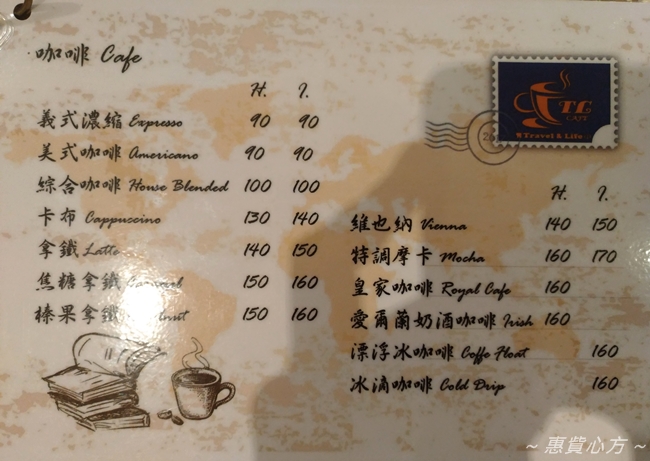 咖啡 Cafe
H. I.
義式濃縮 Expresso 90 90
美式咖啡 Americano 90 90
綜合咖啡 House Blended 100 100
卡布 Cappuccino 130 140
拿鐵 Latte 140 150
焦糖拿鐵 150 160
榛果拿鐵 150 160
TL CAFE
Travel & Life
H. I.
維也納 Vienna 140 150
特調摩卡 Mocha 160 170
皇家咖啡 Royal Cafe 160
愛爾蘭奶酒咖啡 Irish 160
漂浮冰咖啡 Coffe Float 160
冰滴咖啡 Cold Drip 160
~ 惠貲心方 ~